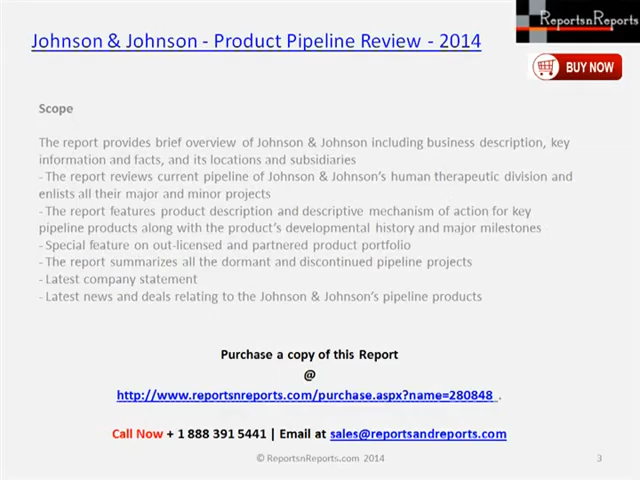 Johnson & Johnson - Product Pipeline Review - 2014
ReportsnReports
BUY NOW
Scope
The report provides brief overview of Johnson & Johnson including business description, key
information and facts, and its locations and subsidiaries
- The report reviews current pipeline of Johnson & Johnson's human therapeutic division and
enlists all their major and minor projects
- The report features product description and descriptive mechanism of action for key
pipeline products along with the product's developmental history and major milestones
- Special feature on out-licensed and partnered product portfolio
- The report summarizes all the dormant and discontinued pipeline projects
- Latest company statement
- Latest news and deals relating to the Johnson & Johnson's pipeline products
Purchase a copy of this Report
@
http://www.reportsnreports.com/purchase.aspx?name=280848 .
Call Now + 1 888 391 5441 | Email at sales@reportsandreports.com
© ReportsnReports.com 2014
3